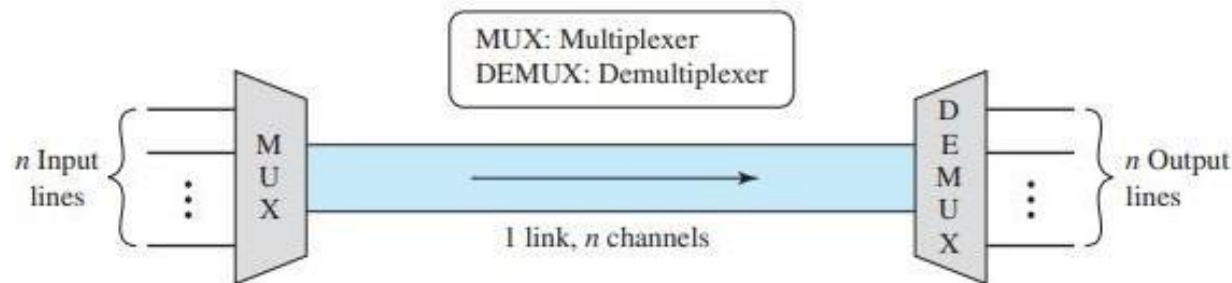 MUX: Multiplexer
DEMUX: Demultiplexer
n Input
lines
M
U
X
1 link, n channels
D
E
M
U
X
n Output
lines